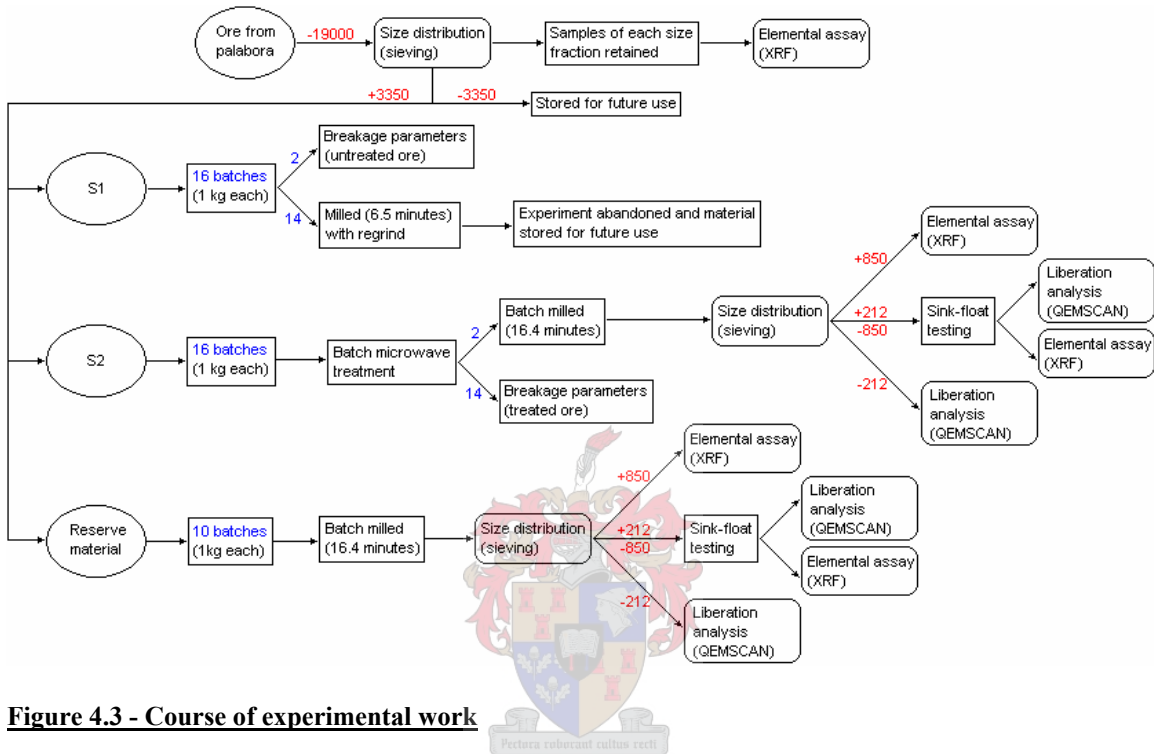 Ore from
palabora
-19000
Size distribution
(sieving)
Samples of each size
fraction retained
Elemental assay
(XRF)
+3350
-3350
Stored for future use
S1
16 batches
(1 kg each)
2
Breakage parameters
(untreated ore)
14
Milled (6.5 minutes)
with regrind
Experiment abandoned and material
stored for future use
S2
16 batches
(1 kg each)
Batch microwave
treatment
2
Batch milled
(16.4 minutes)
14
Breakage parameters
(treated ore)
Size distribution
(sieving)
+850
Elemental assay
(XRF)
+212
-850
Sink-float
testing
Liberation
analysis
(QEMSCAN)
Elemental assay
(XRF)
-212
Liberation
analysis
(QEMSCAN)
Reserve
material
10 batches
(1kg each)
Batch milled
(16.4 minutes)
Size distribution
(sieving)
+850
Elemental assay
(XRF)
+212
-850
Sink-float
testing
Liberation
analysis
(QEMSCAN)
Elemental assay
(XRF)
-212
Liberation
analysis
(QEMSCAN)
Figure 4.3 - Course of experimental work
Pectora roborant cultus recti